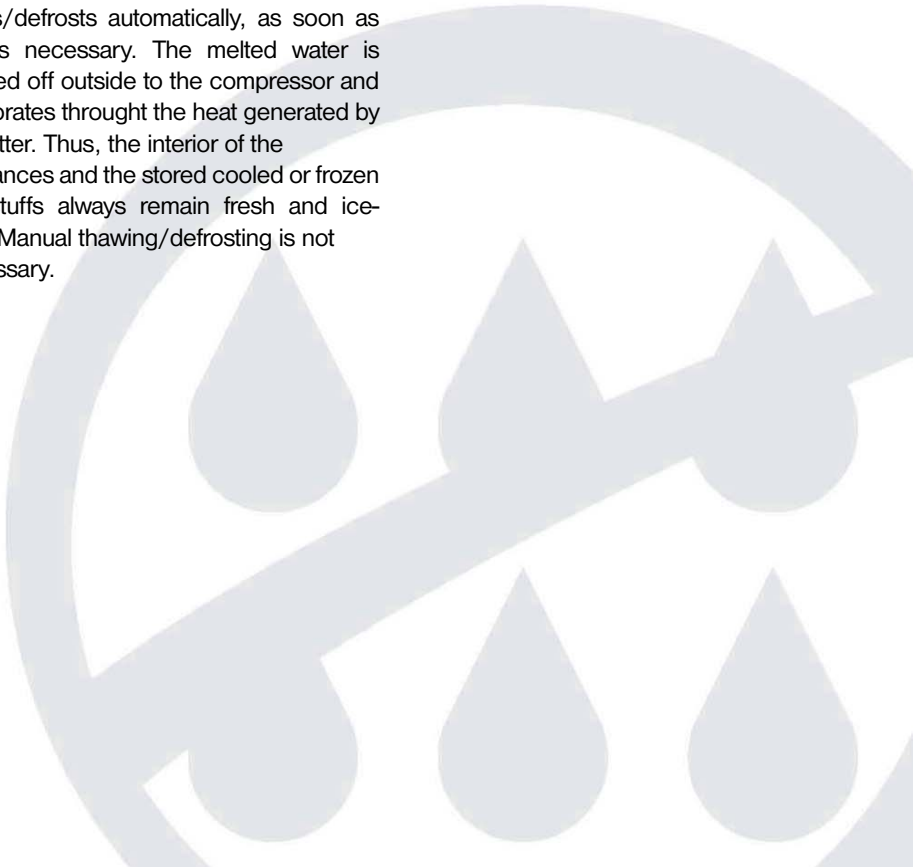 s/defrosts automatically, as soon as
s necessary. The melted water is
ed off outside to the compressor and
orates throught the heat generated by
tter. Thus, the interior of the
ances and the stored cooled or frozen
tuffs always remain fresh and ice-
Manual thawing/defrosting is not
ssary.